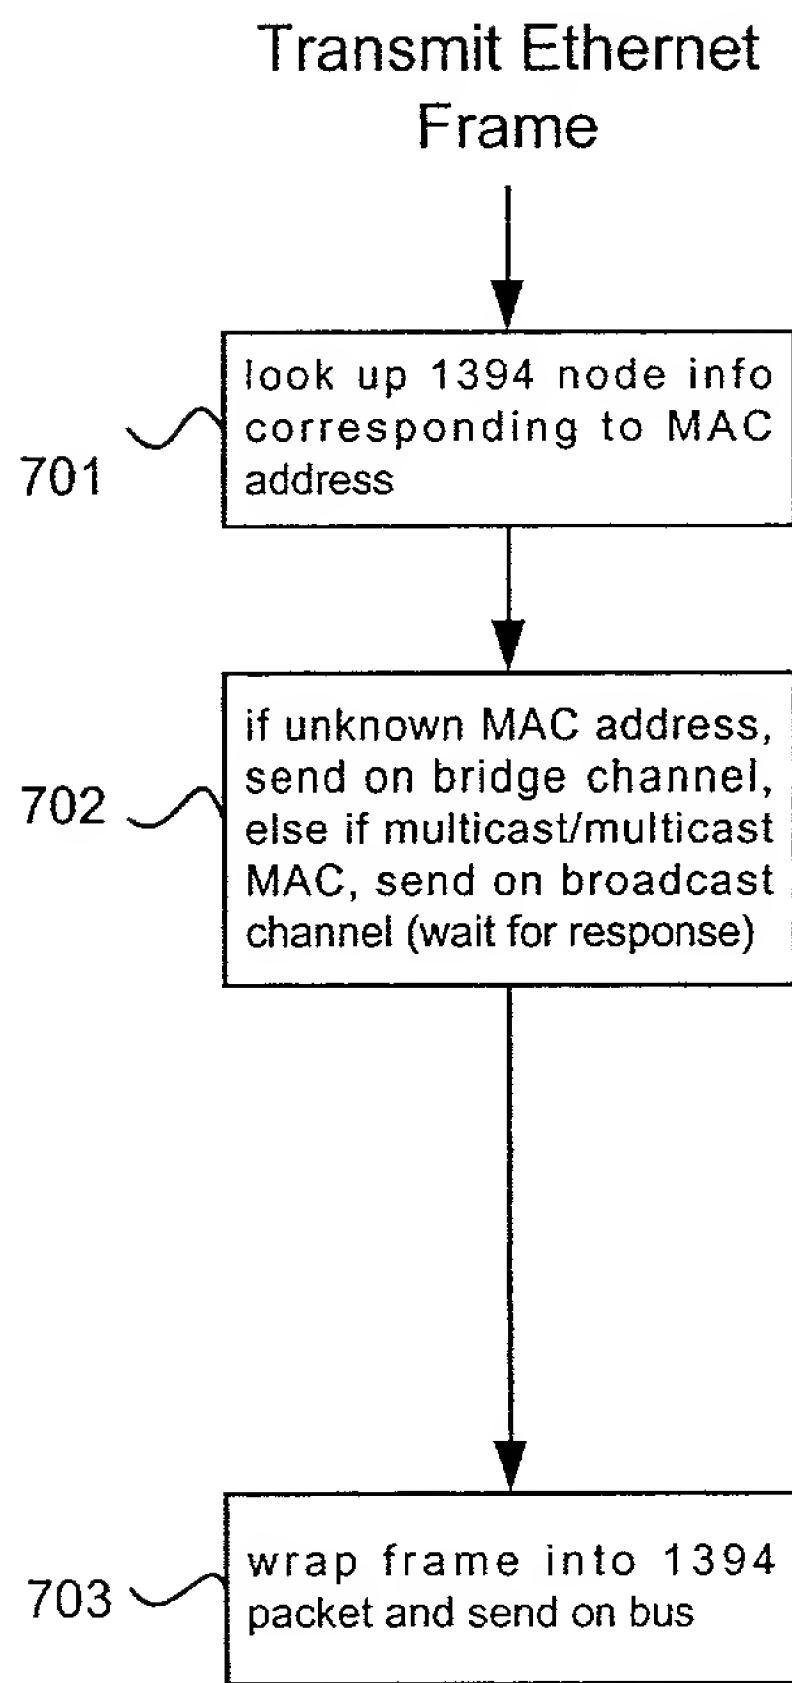 Transmit Ethernet
Frame
look up 1394 node info
corresponding to MAC
address
701
if unknown MAC address,
send on bridge channel,
else if multicast/multicast
MAC, send on broadcast
channel (wait for response)
702
wrap frame into 1394
packet and send on bus
703